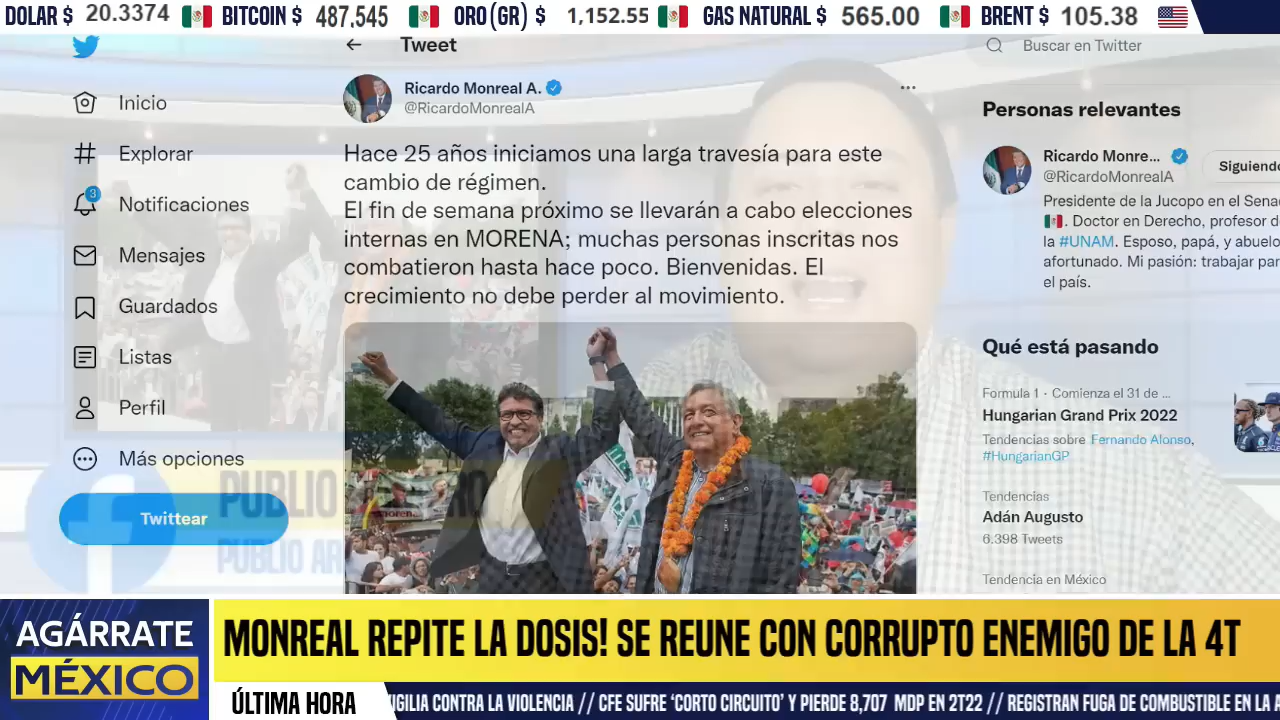 DOLAR $ 20.3374 BITCOIN $ 487,545 ORO(GR) $ 1,152.55 GAS NATURAL $ 565.00 BRENT $ 105.38
Tweet
Buscar en Twitter
Inicio
Explorar
3
Notificaciones
Mensajes
Guardados
Listas
Perfil
Más opciones
Twittear
Ricardo Monreal A.
@RicardoMonrealA
Hace 25 años iniciamos una larga travesía para este
cambio de régimen.
El fin de semana próximo se llevarán a cabo elecciones
internas en MORENA; muchas personas inscritas nos
combatieron hasta hace poco. Bienvenidas. El
crecimiento no debe perder al movimiento.
Personas relevantes
Ricardo Monre...
@RicardoMonrealA
Siguiendo
Presidente de la Jucopo en el Sena
. Doctor en Derecho, profesor de
la #UNAM. Esposo, papá, y abuelo
afortunado. Mi pasión: trabajar par
el país.
Qué está pasando
Formula 1 · Comienza el 31 de ...
Hungarian Grand Prix 2022
Tendencias sobre Fernando Alonso,
#HungarianGP
Tendencias
Adán Augusto
6.398 Tweets
Tendencia en México
PUBLIO
PUBLIO AR
AGÁRRATE
MÉXICO
MONREAL REPITE LA DOSIS! SE REUNE CON CORRUPTO ENEMIGO DE LA 4T
ÚLTIMA HORA
IGILIA CONTRA LA VIOLENCIA // CFE SUFRE 'CORTO CIRCUITO' Y PIERDE 8,707 MDP EN 2T22 // REGISTRAN FUGA DE COMBUSTIBLE EN LA A